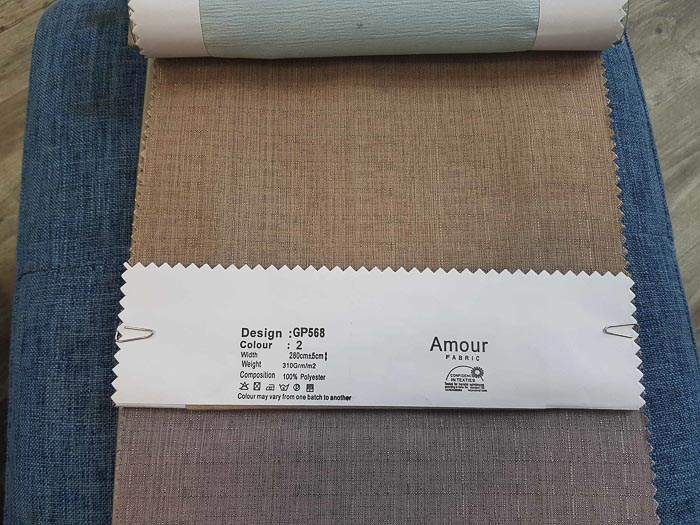 Design :GP568
Colour : 2
Width 280cm±5cm
Weight 310Grm/m2
Composition 100% Polyester
Colour may vary from one batch to another
Amour
FABRIC
CONFIDENCE
IN TEXTILES